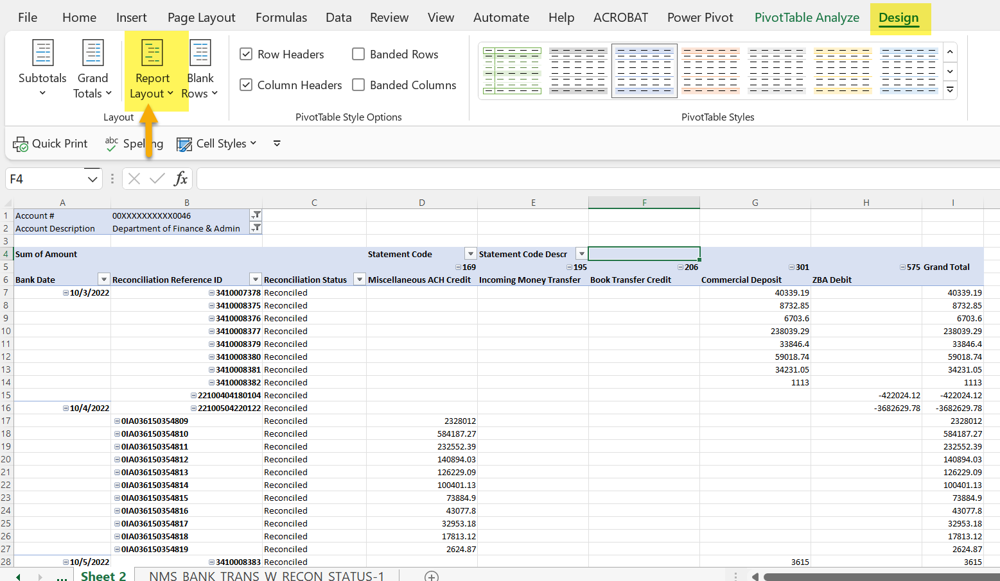 File Home Insert Page Layout Formulas Data Review View Automate Help ACROBAT Power Pivot PivotTable Analyze Design
Subtotals Grand Totals Report Layout Blank Rows
Layout
Row Headers Banded Rows
Column Headers Banded Columns
PivotTable Style Options
PivotTable Styles
Quick Print abc Spelling Cell Styles
F4 fx
A B C D E F G H I
1 Account # 00XXXXXXXXXX0046
2 Account Description Department of Finance & Admin
3
4 Sum of Amount Statement Code Statement Code Descr
5 169 195 206 301 575 Grand Total
6 Bank Date Reconciliation Reference ID Reconciliation Status Miscellaneous ACH Credit Incoming Money Transfer Book Transfer Credit Commercial Deposit ZBA Debit
7 10/3/2022 3410007378 Reconciled 40339.19 40339.19
8 3410008375 Reconciled 8732.85 8732.85
9 3410008376 Reconciled 6703.6 6703.6
10 3410008377 Reconciled 238039.29 238039.29
11 3410008379 Reconciled 33846.4 33846.4
12 3410008380 Reconciled 59018.74 59018.74
13 3410008381 Reconciled 34231.05 34231.05
14 3410008382 Reconciled 1113 1113
15 22100404180104 Reconciled -422024.12 -422024.12
16 10/4/2022 22100504220122 Reconciled -3682629.78 -3682629.78
17 0IA036150354809 Reconciled 2328012 2328012
18 0IA036150354810 Reconciled 584187.27 584187.27
19 0IA036150354811 Reconciled 232552.39 232552.39
20 0IA036150354812 Reconciled 140894.03 140894.03
21 0IA036150354813 Reconciled 126229.09 126229.09
22 0IA036150354814 Reconciled 100401.13 100401.13
23 0IA036150354815 Reconciled 73884.9 73884.9
24 0IA036150354816 Reconciled 43077.8 43077.8
25 0IA036150354817 Reconciled 32953.18 32953.18
26 0IA036150354818 Reconciled 17813.12 17813.12
27 0IA036150354819 Reconciled 2624.87 2624.87
28 10/5/2022 3410008383 Reconciled 3615 3615
... Sheet 2 NMS_BANK_TRANS_W_RECON_STATUS-1